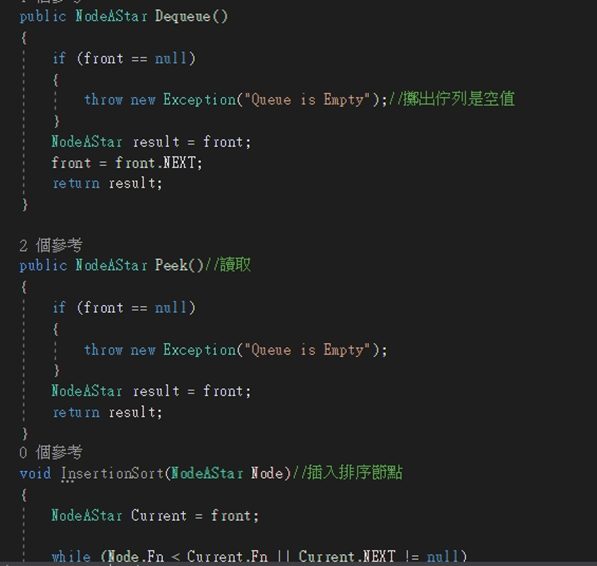 public NodeAStar Dequeue()
{
if (front == null)
{
throw new Exception("Queue is Empty");//擲出佇列是空值
}
NodeAStar result = front;
front = front.NEXT;
return result;
}
2 個參考
public NodeAStar Peek()//讀取
{
if (front == null)
{
throw new Exception("Queue is Empty");
}
NodeAStar result = front;
return result;
}
0 個參考
void InsertionSort(NodeAStar Node)//插入排序節點
{
NodeAStar Current = front;
while (Node.Fn < Current.Fn || Current.NEXT != null)